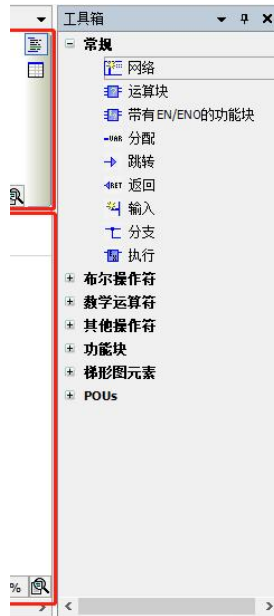 工具箱
常规
网络
运算块
带有EN/ENO的功能块
-VAR 分配
跳转
RET 返回
输入
分支
执行
布尔操作符
数学运算符
其他操作符
功能块
梯形图元素
POUs
%